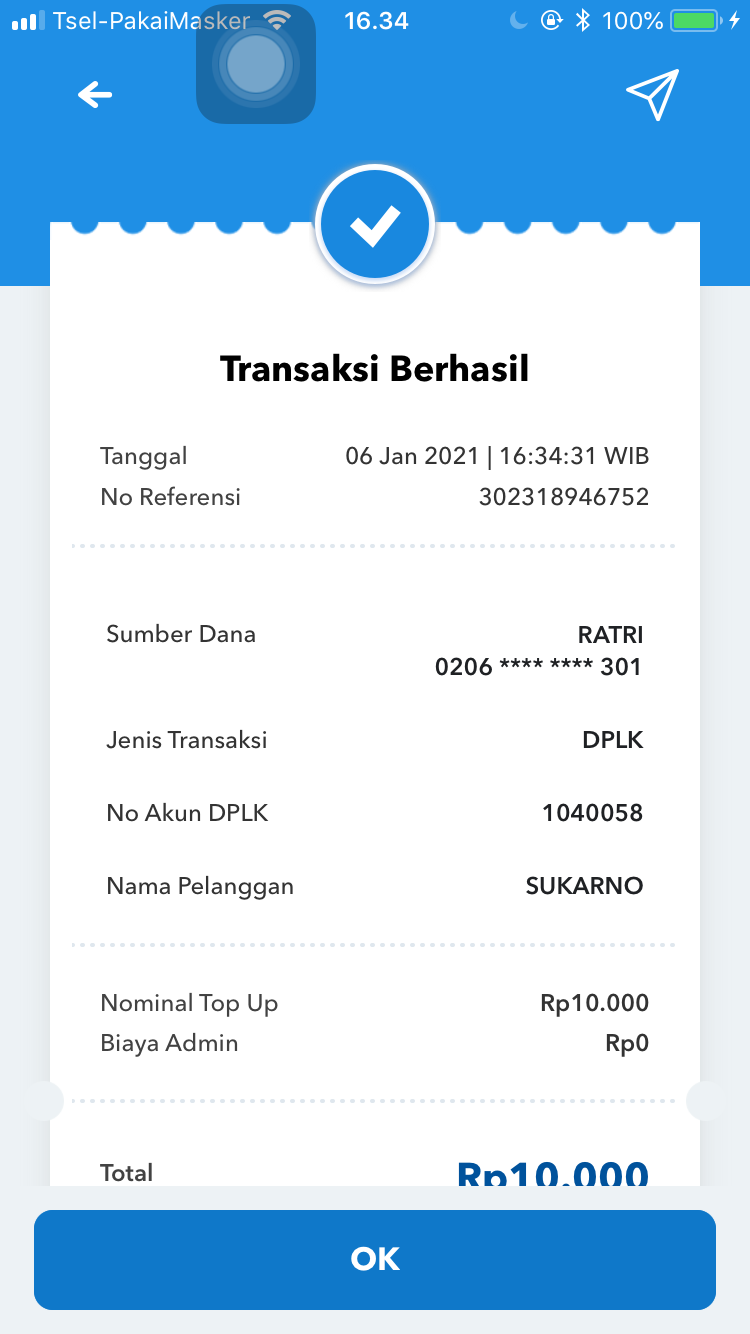 Tsel-PakaiMasker 16.34 100%
Transaksi Berhasil
Tanggal 06 Jan 2021 | 16:34:31 WIB
No Referensi 302318946752
Sumber Dana RATRI
0206 **** **** 301
Jenis Transaksi DPLK
No Akun DPLK 1040058
Nama Pelanggan SUKARNO
Nominal Top Up Rp10.000
Biaya Admin Rp0
Total Rp10.000
OK